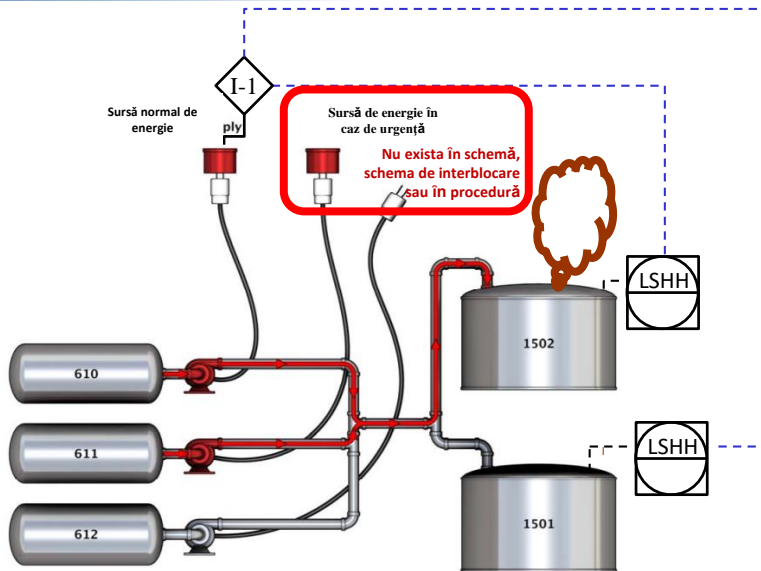 I-1
Sursă normal de
energie
ply
Sursă de energie în
caz de urgență
Nu exista în schemă,
schema de interblocare
sau în procedură
LSHH
1502
610
611
LSHH
612
1501